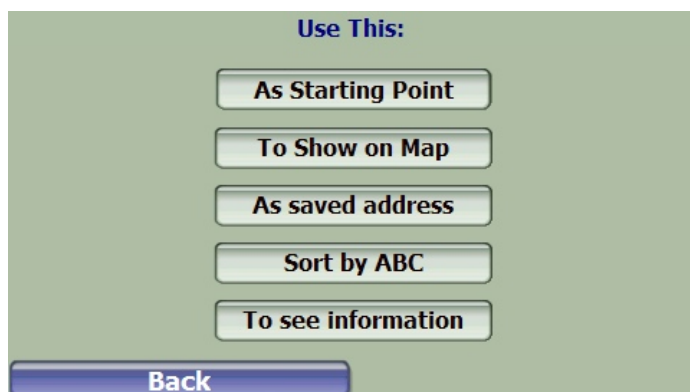 Use This:
As Starting Point
To Show on Map
As saved address
Sort by ABC
To see information
Back